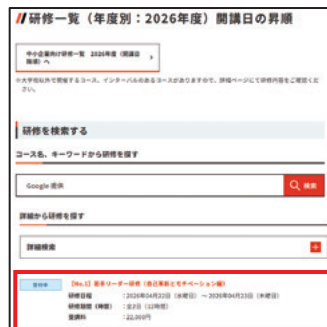 研修一覧（年度別：2026年度）開講日の昇順
中小企業向け研修一覧　2026年度（開講日
順順）へ
※大学校以外で開催するコース、インターバルのあるコースがありますので、詳細ページにて研修内容をご確認くだ
さい。
研修を検索する
コース名、キーワードから研修を探す
Google 提供
検索
詳細から研修を探す
詳細検索
受付中
【No.1】若手リーダー研修（自己革新とモチベーション編）
研修日程　：2026年04月22日（水曜日）～2026年04月23日（木曜日）
研修期間（時間）　：全2日（12時間）
受講料　：22,000円